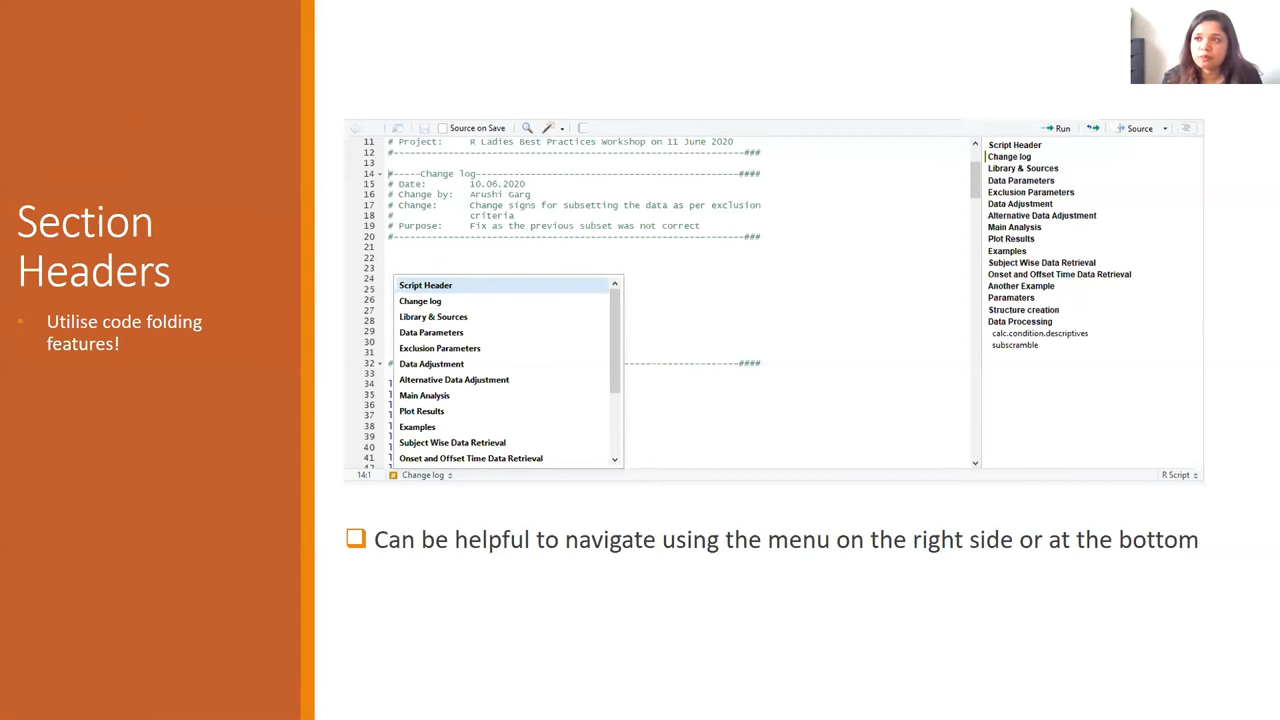 Section
Headers
• Utilise code folding
features!
Source on Save
Run
Source
11 # Project: R Ladies Best Practices Workshop on 11 June 2020
12 #---------------------------------------------------------------###
13
14 #-----Change log------------------------------------------------####
15 # Date: 10.06.2020
16 # Change by: Arushi Garg
17 # Change: Change signs for subsetting the data as per exclusion
18 # criteria
19 # Purpose: Fix as the previous subset was not correct
20 #---------------------------------------------------------------###
21
22
23
24
25
26
27
28
29
30
31
32 # --------------------####
33
34 l
35 l
36 l
37 l
38 l
39 l
40 l
41 l
42
Script Header
Change log
Library & Sources
Data Parameters
Exclusion Parameters
Data Adjustment
Alternative Data Adjustment
Main Analysis
Plot Results
Examples
Subject Wise Data Retrieval
Onset and Offset Time Data Retrieval
14:1 # Change log
R Script
Script Header
Change log
Library & Sources
Data Parameters
Exclusion Parameters
Data Adjustment
Alternative Data Adjustment
Main Analysis
Plot Results
Examples
Subject Wise Data Retrieval
Onset and Offset Time Data Retrieval
Another Example
Paramaters
Structure creation
Data Processing
calc.condition.descriptives
subscramble
Can be helpful to navigate using the menu on the right side or at the bottom